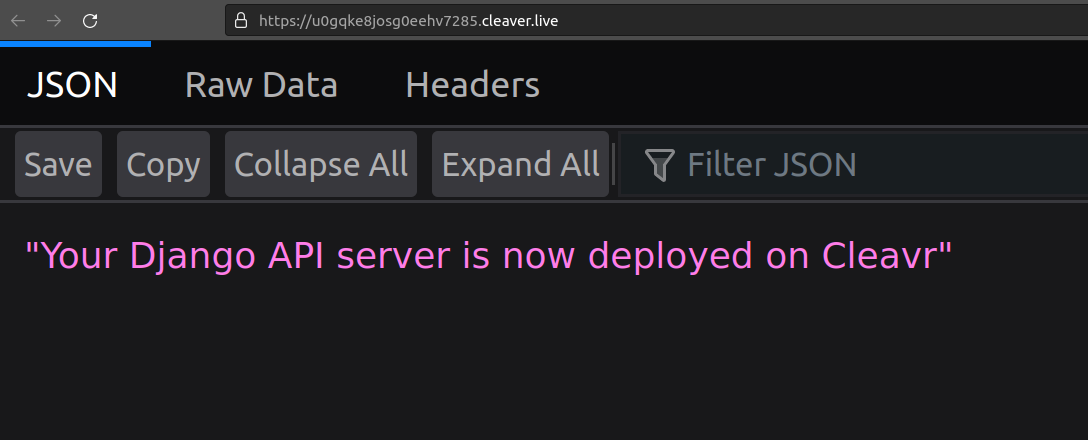 https://u0gqke8josg0eehv7285.cleaver.live
JSON Raw Data Headers
Save Copy Collapse All Expand All Filter JSON
"Your Django API server is now deployed on Cleavr"